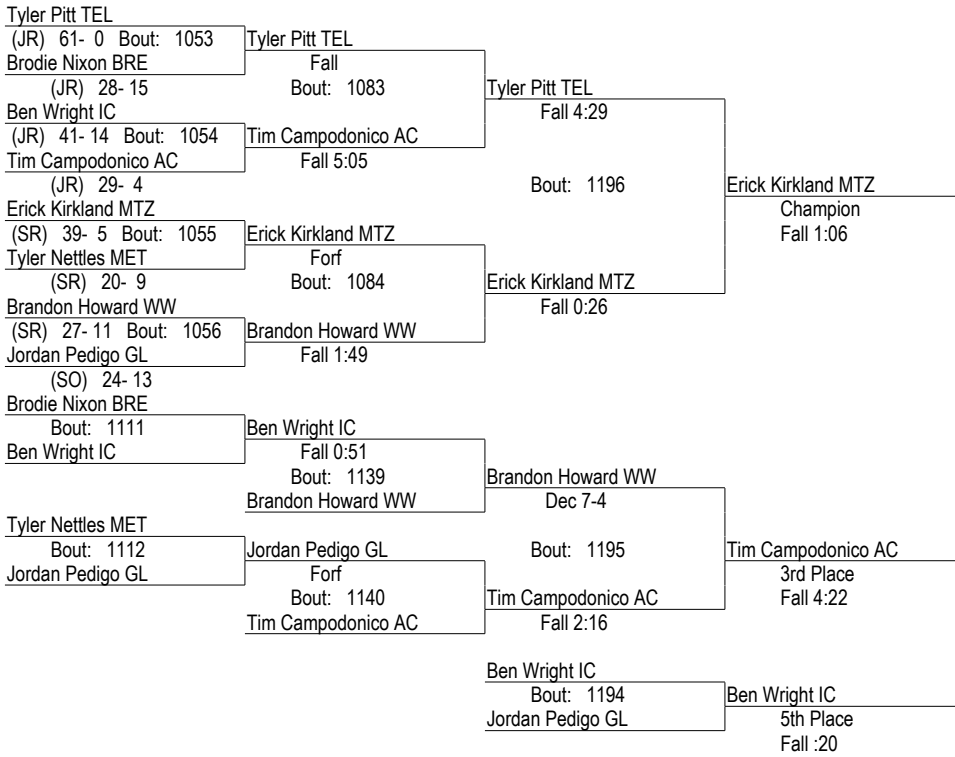 Tyler Pitt TEL
(JR) 61- 0 Bout: 1053 Tyler Pitt TEL
Brodie Nixon BRE Fall
(JR) 28- 15 Bout: 1083 Tyler Pitt TEL
Ben Wright IC Fall 4:29
(JR) 41- 14 Bout: 1054 Tim Campodonico AC
Tim Campodonico AC Fall 5:05
(JR) 29- 4 Bout: 1196 Erick Kirkland MTZ
Erick Kirkland MTZ Champion
(SR) 39- 5 Bout: 1055 Erick Kirkland MTZ Fall 1:06
Tyler Nettles MET Forf
(SR) 20- 9 Bout: 1084 Erick Kirkland MTZ
Brandon Howard WW Fall 0:26
(SR) 27- 11 Bout: 1056 Brandon Howard WW
Jordan Pedigo GL Fall 1:49
(SO) 24- 13
Brodie Nixon BRE
Bout: 1111 Ben Wright IC
Ben Wright IC Fall 0:51
Bout: 1139 Brandon Howard WW
Brandon Howard WW Dec 7-4
Tyler Nettles MET
Bout: 1112 Jordan Pedigo GL Bout: 1195 Tim Campodonico AC
Jordan Pedigo GL Forf 3rd Place
Bout: 1140 Tim Campodonico AC Fall 4:22
Tim Campodonico AC Fall 2:16
Ben Wright IC
Bout: 1194 Ben Wright IC
Jordan Pedigo GL 5th Place
Fall :20